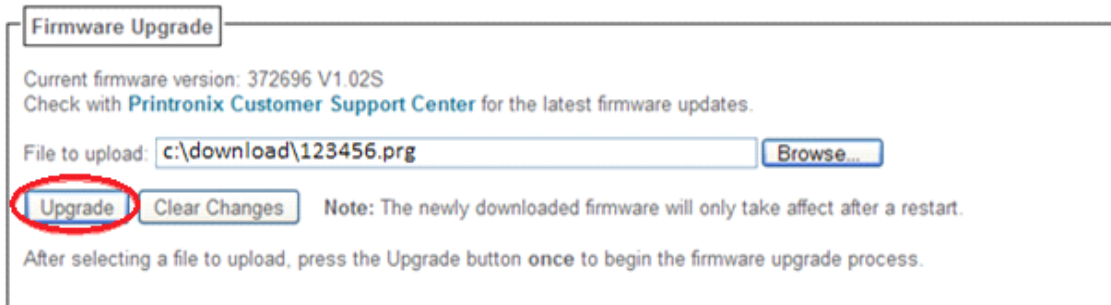 Firmware Upgrade
Current firmware version: 372696 V1.02S
Check with Printronix Customer Support Center for the latest firmware updates.
File to upload: c:\download\123456.prg Browse...
Upgrade Clear Changes Note: The newly downloaded firmware will only take affect after a restart.
After selecting a file to upload, press the Upgrade button once to begin the firmware upgrade process.